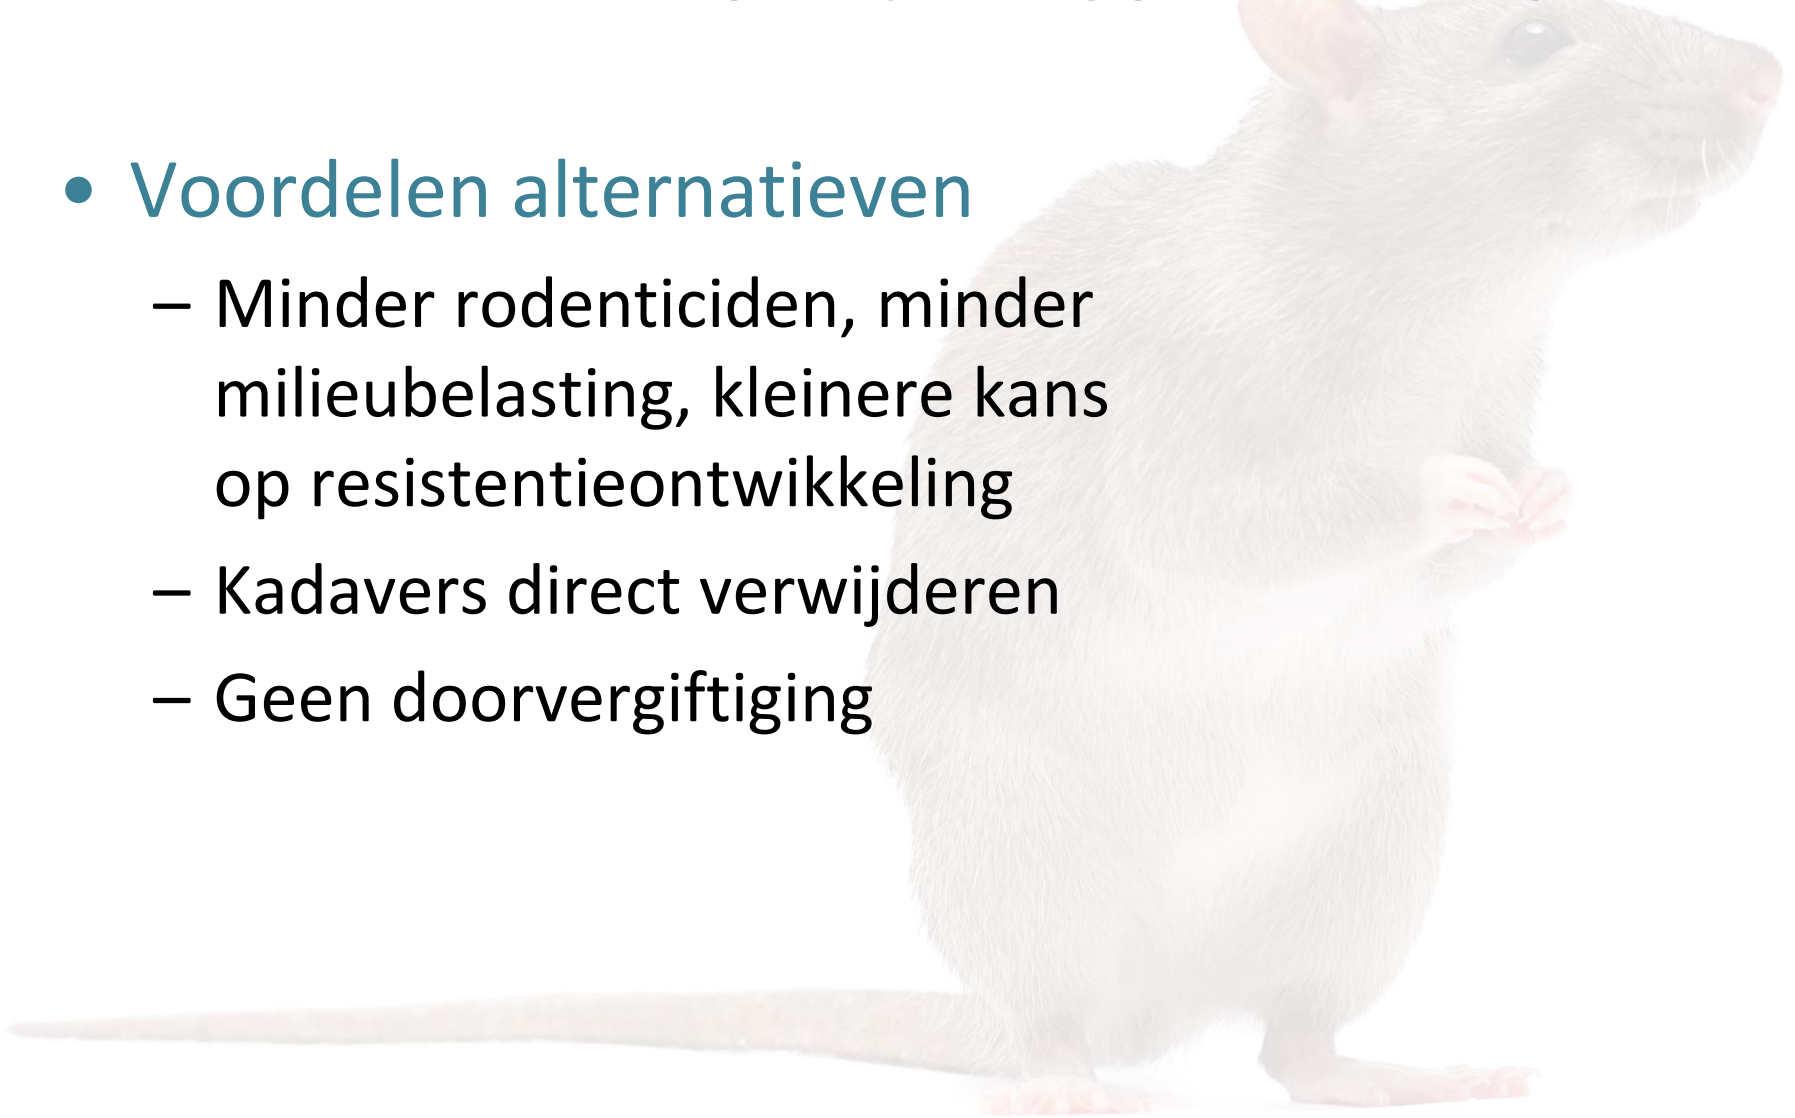 • Voordelen alternatieven
– Minder rodenticiden, minder
milieubelasting, kleinere kans
op resistentieontwikkeling
– Kadavers direct verwijderen
– Geen doorvergiftiging